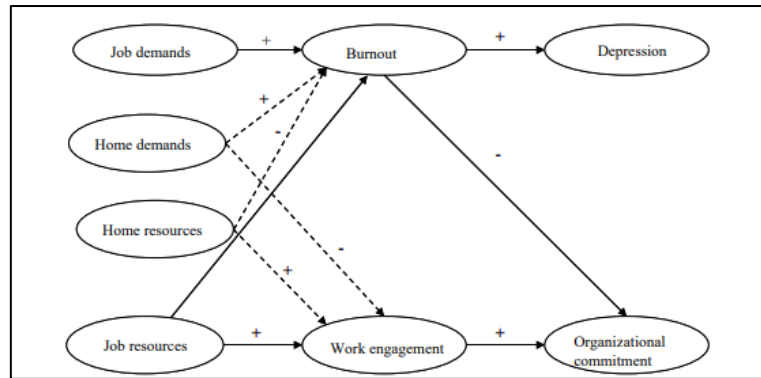 Job demands
+
Burnout
+
Depression
+
-
Home demands
-
Home resources
-
+
Job resources
+
Work engagement
+
Organizational
commitment